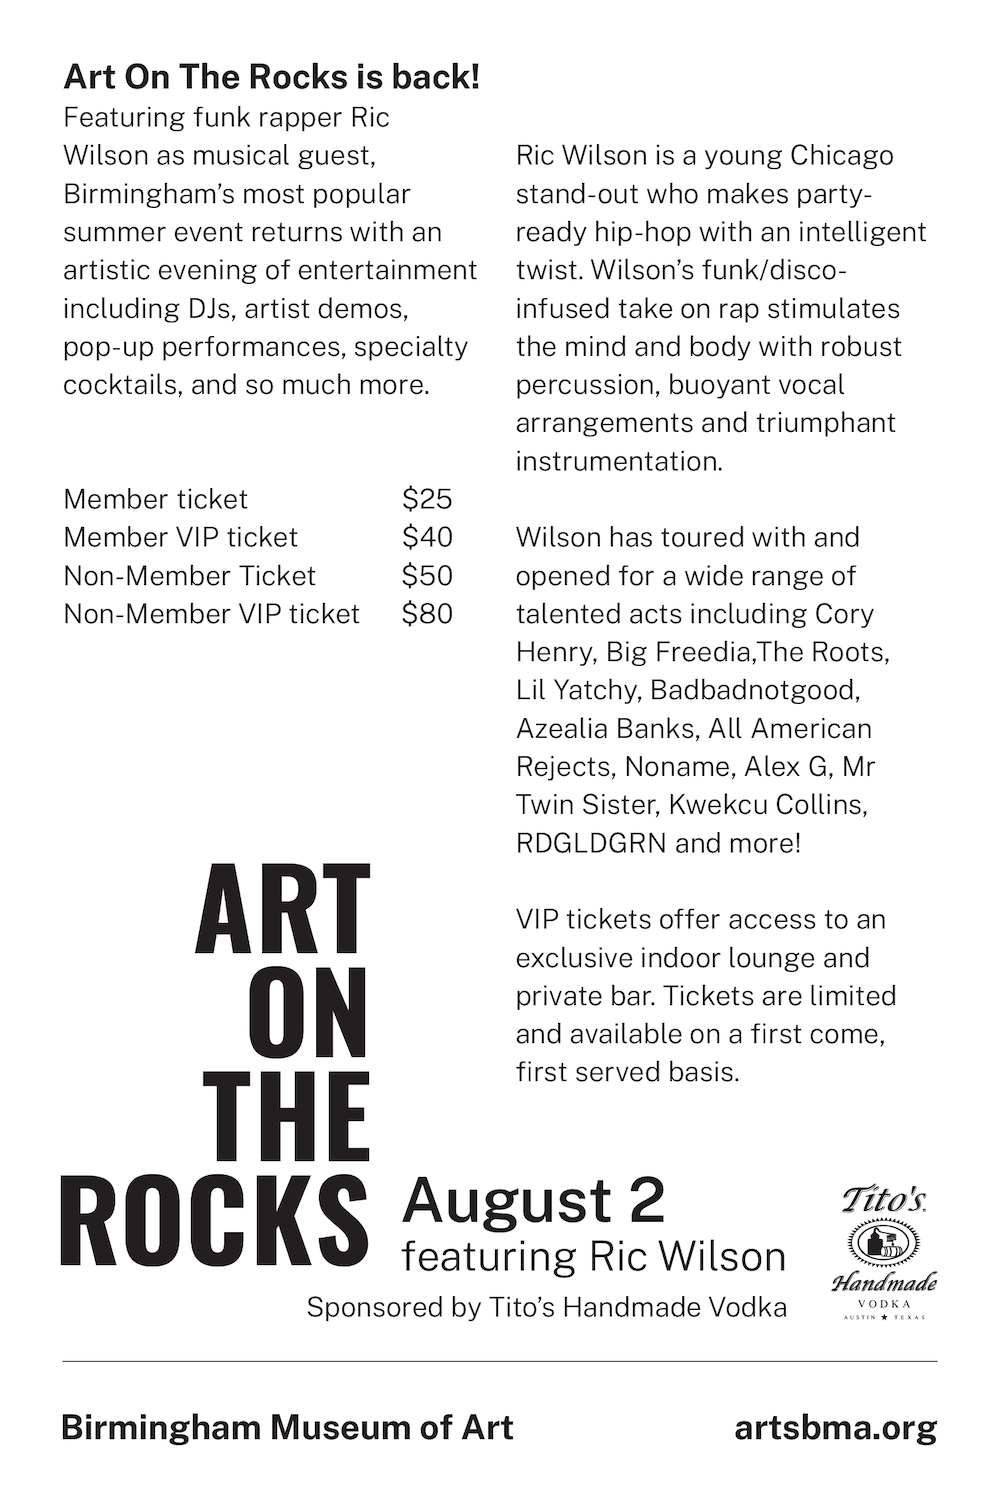 Art On The Rocks is back!
Featuring funk rapper Ric
Wilson as musical guest,
Birmingham’s most popular
summer event returns with an
artistic evening of entertainment
including DJs, artist demos,
pop-up performances, specialty
cocktails, and so much more.
Member ticket $25
Member VIP ticket $40
Non-Member Ticket $50
Non-Member VIP ticket $80
Ric Wilson is a young Chicago
stand-out who makes party-
ready hip-hop with an intelligent
twist. Wilson’s funk/disco-
infused take on rap stimulates
the mind and body with robust
percussion, buoyant vocal
arrangements and triumphant
instrumentation.
Wilson has toured with and
opened for a wide range of
talented acts including Cory
Henry, Big Freedia,The Roots,
Lil Yatchy, Badbadnotgood,
Azealia Banks, All American
Rejects, Noname, Alex G, Mr
Twin Sister, Kwekcu Collins,
RDGLDGRN and more!
VIP tickets offer access to an
exclusive indoor lounge and
private bar. Tickets are limited
and available on a first come,
first served basis.
ART
ON
THE
ROCKS
August 2
featuring Ric Wilson
Sponsored by Tito’s Handmade Vodka
Tito's
Handmade
VODKA
AUSTIN ★ TEXAS
Birmingham Museum of Art
artsbma.org